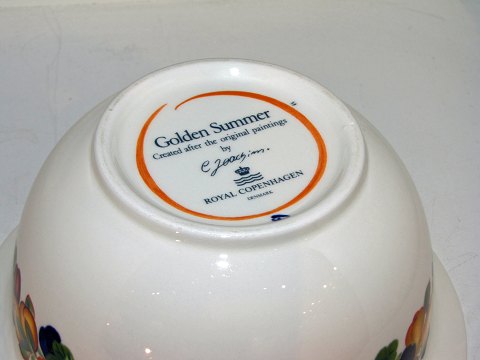 Golden Summer
Created after the original paintings
by
C Joachim.
ROYAL COPENHAGEN
DENMARK